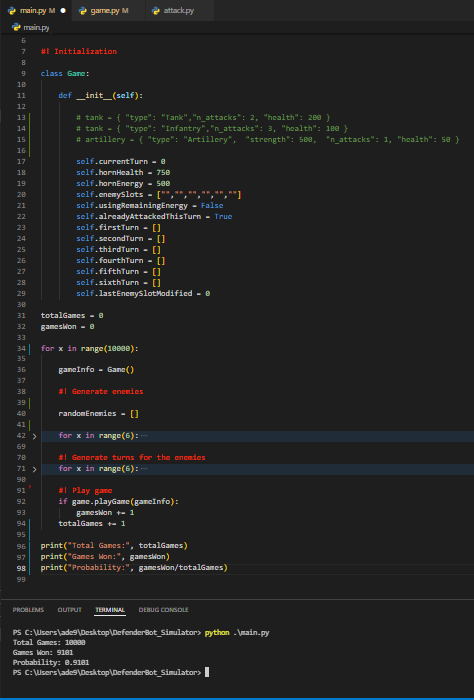 main.py M ●
game.py M
attack.py
main.py
6
7 #! Initialization
8
9 class Game:
10
11 def __init__(self):
12
13 # tank = { "type": "Tank","n_attacks": 2, "health": 200 }
14 # tank = { "type": "Infantry","n_attacks": 3, "health": 100 }
15 # artillery = { "type": "Artillery", "strength": 500, "n_attacks": 1, "health": 50 }
16
17 self.currentTurn = 0
18 self.hornHealth = 750
19 self.hornEnergy = 500
20 self.enemySlots = ["","","","","",""]
21 self.usingRemainingEnergy = False
22 self.alreadyAttackedThisTurn = True
23 self.firstTurn = []
24 self.secondTurn = []
25 self.thirdTurn = []
26 self.fourthTurn = []
27 self.fifthTurn = []
28 self.sixthTurn = []
29 self.lastEnemySlotModified = 0
30
31 totalGames = 0
32 gamesWon = 0
33
34 for x in range(10000):
35
36 gameInfo = Game()
37
38 #! Generate enemies
39
40 randomEnemies = []
41
42 > for x in range(6): ...
69
70 #! Generate turns for the enemies
71 > for x in range(6): ...
90
91 #! Play game
92 if game.playGame(gameInfo):
93 gamesWon += 1
94 totalGames += 1
95
96 print("Total Games:", totalGames)
97 print("Games Won:", gamesWon)
98 print("Probability:", gamesWon/totalGames)
99
PROBLEMS OUTPUT TERMINAL DEBUG CONSOLE
PS C:\Users\ade9\Desktop\DefenderBot_Simulator> python .\main.py
Total Games: 10000
Games Won: 9101
Probability: 0.9101
PS C:\Users\ade9\Desktop\DefenderBot_Simulator>